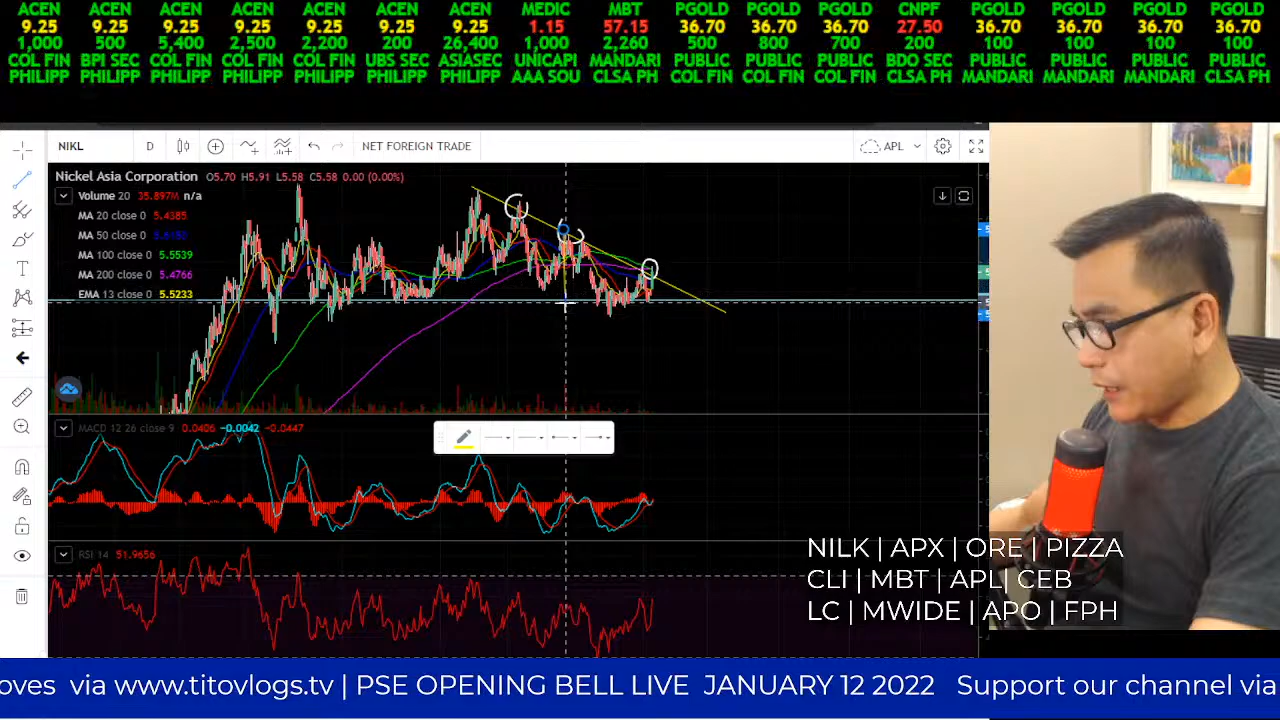 ACEN ACEN ACEN ACEN ACEN ACEN ACEN MEDIC MBT PGOLD PGOLD PGOLD CNPF PGOLD PGOLD PGOLD PGOLD
9.25 9.25 9.25 9.25 9.25 9.25 9.25 1.15 57.15 36.70 36.70 36.70 27.50 36.70 36.70 36.70 36.70
1,000 500 5,400 2,500 2,200 200 26,400 1,000 2,260 500 800 700 200 100 100 100 100
COL FIN BPI SEC COL FIN COL FIN COL FIN UBS SEC ASIASEC UNICAPI MANDARI PUBLIC PUBLIC PUBLIC BDO SEC PUBLIC PUBLIC PUBLIC PUBLIC
PHILIPP PHILIPP PHILIPP PHILIPP PHILIPP PHILIPP PHILIPP AAA SOU CLSA PH COL FIN COL FIN COL FIN CLSA PH MANDARI MANDARI MANDARI CLSA PH
NIKL D NET FOREIGN TRADE APL
Nickel Asia Corporation O5.70 H5.91 L5.58 C5.58 0.00 (0.00%)
Volume 20 35.897M n/a
MA 20 close 0 5.4385
MA 50 close 0
MA 100 close 0 5.5539
MA 200 close 0 5.4766
EMA 13 close 0 5.5233
MACD 12 26 close 9 0.0406 −0.0042 −0.0447
RSI 14 51.9656
NILK | APX | ORE | PIZZA
CLI | MBT | APL | CEB
LC | MWIDE | APO | FPH
oves via www.titovlogs.tv | PSE OPENING BELL LIVE JANUARY 12 2022 Support our channel via